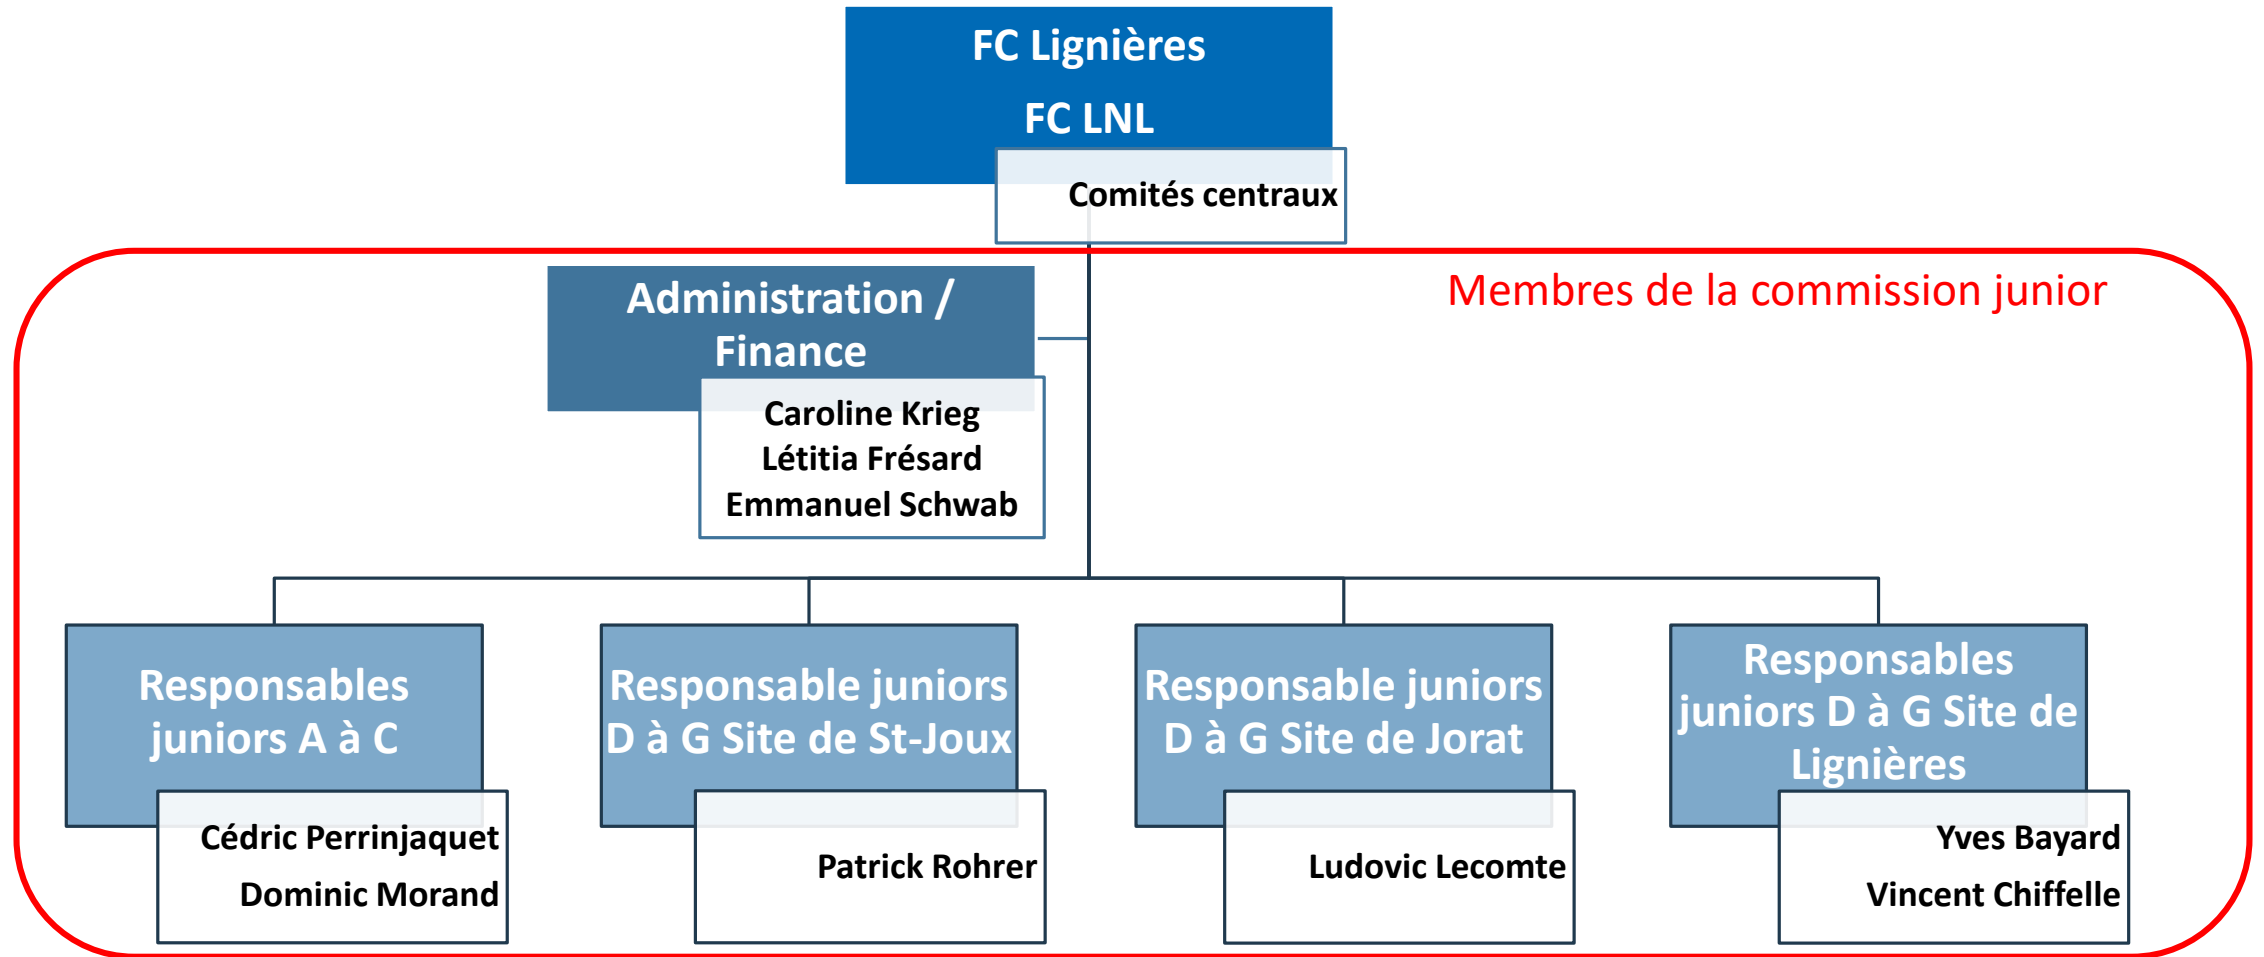 FC Lignières
FC LNL
Comités centraux
Membres de la commission junior
Administration /
Finance
Caroline Krieg
Létitia Frésard
Emmanuel Schwab
Responsables
juniors A à C
Cédric Perrinjaquet
Dominic Morand
Responsable juniors
D à G Site de St-Joux
Patrick Rohrer
Responsable juniors
D à G Site de Jorat
Ludovic Lecomte
Responsables
juniors D à G Site de
Lignières
Yves Bayard
Vincent Chiffelle